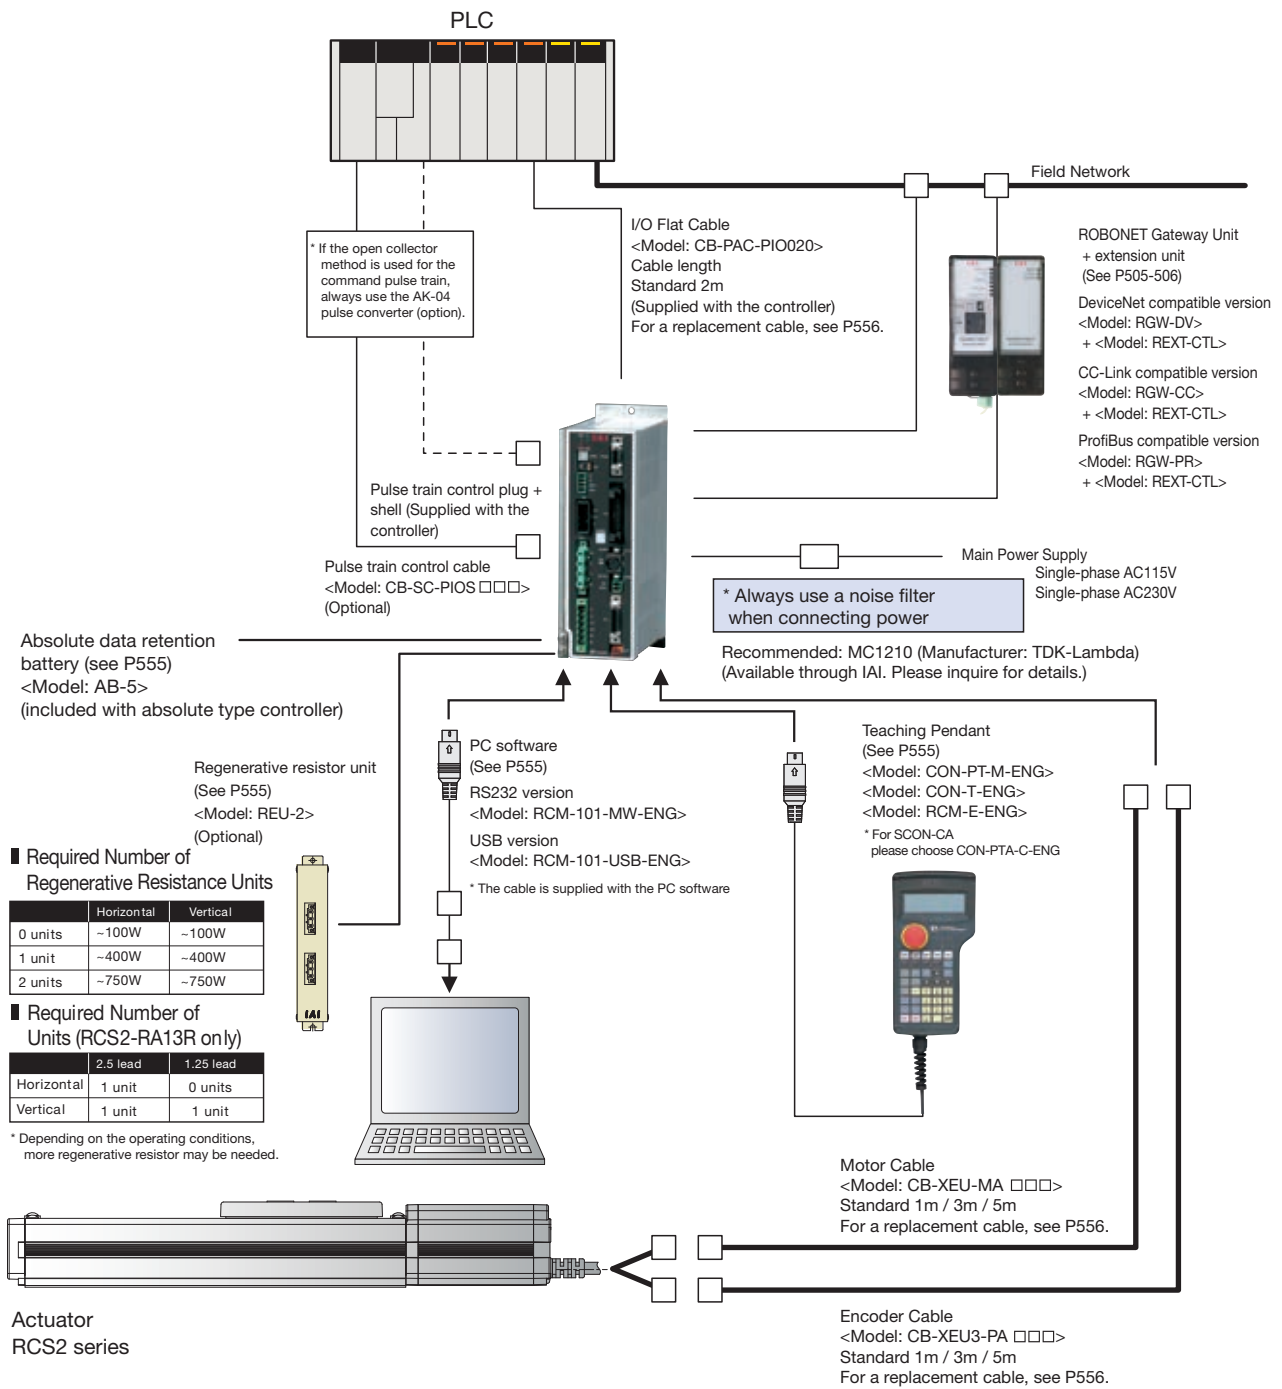 PLC
Field Network
* If the open collector
method is used for the
command pulse train,
always use the AK-04
pulse converter (option).
I/O Flat Cable
<Model: CB-PAC-PIO020>
Cable length
Standard 2m
(Supplied with the controller)
For a replacement cable, see P556.
ROBONET Gateway Unit
+ extension unit
(See P505-506)
DeviceNet compatible version
<Model: RGW-DV>
+ <Model: REXT-CTL>
CC-Link compatible version
<Model: RGW-CC>
+ <Model: REXT-CTL>
ProfiBus compatible version
<Model: RGW-PR>
+ <Model: REXT-CTL>
Pulse train control plug +
shell (Supplied with the
controller)
Pulse train control cable
<Model: CB-SC-PIOS □□□>
(Optional)
Main Power Supply
Single-phase AC115V
Single-phase AC230V
* Always use a noise filter
when connecting power
Recommended: MC1210 (Manufacturer: TDK-Lambda)
(Available through IAI. Please inquire for details.)
Absolute data retention
battery (see P555)
<Model: AB-5>
(included with absolute type controller)
Regenerative resistor unit
(See P555)
<Model: REU-2>
(Optional)
PC software
(See P555)
RS232 version
<Model: RCM-101-MW-ENG>
USB version
<Model: RCM-101-USB-ENG>
* The cable is supplied with the PC software
Teaching Pendant
(See P555)
<Model: CON-PT-M-ENG>
<Model: CON-T-ENG>
<Model: RCM-E-ENG>
* For SCON-CA
please choose CON-PTA-C-ENG
Required Number of
Regenerative Resistance Units
Horizontal Vertical
0 units ~100W ~100W
1 unit ~400W ~400W
2 units ~750W ~750W
IAI
Required Number of
Units (RCS2-RA13R only)
2.5 lead 1.25 lead
Horizontal 1 unit 0 units
Vertical 1 unit 1 unit
* Depending on the operating conditions,
more regenerative resistor may be needed.
Motor Cable
<Model: CB-XEU-MA □□□>
Standard 1m / 3m / 5m
For a replacement cable, see P556.
Actuator
RCS2 series
Encoder Cable
<Model: CB-XEU3-PA □□□>
Standard 1m / 3m / 5m
For a replacement cable, see P556.